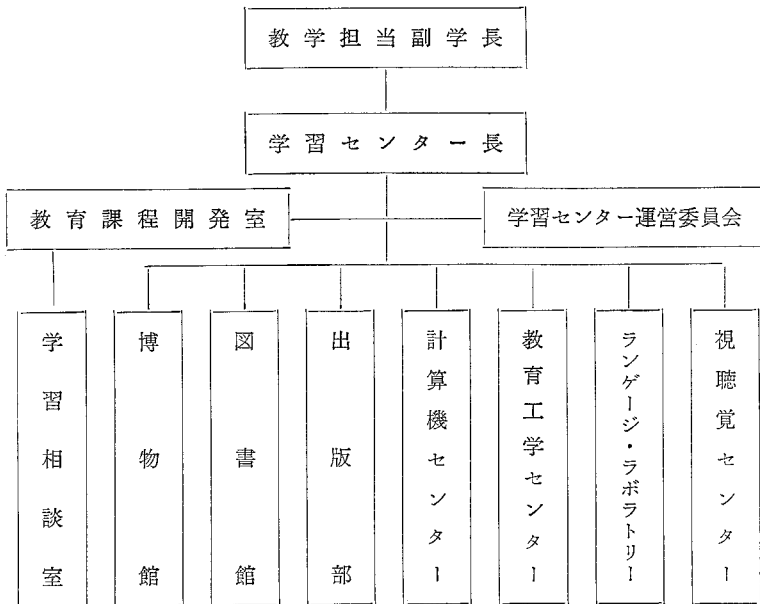 教学担当副学長
学習センター長
教育課程開発室
学習センター運営委員会
学習相談室
博物館
図書館
出版部
計算機センター
教育工学センター
ランゲージ・ラボラトリー
視聴覚センター